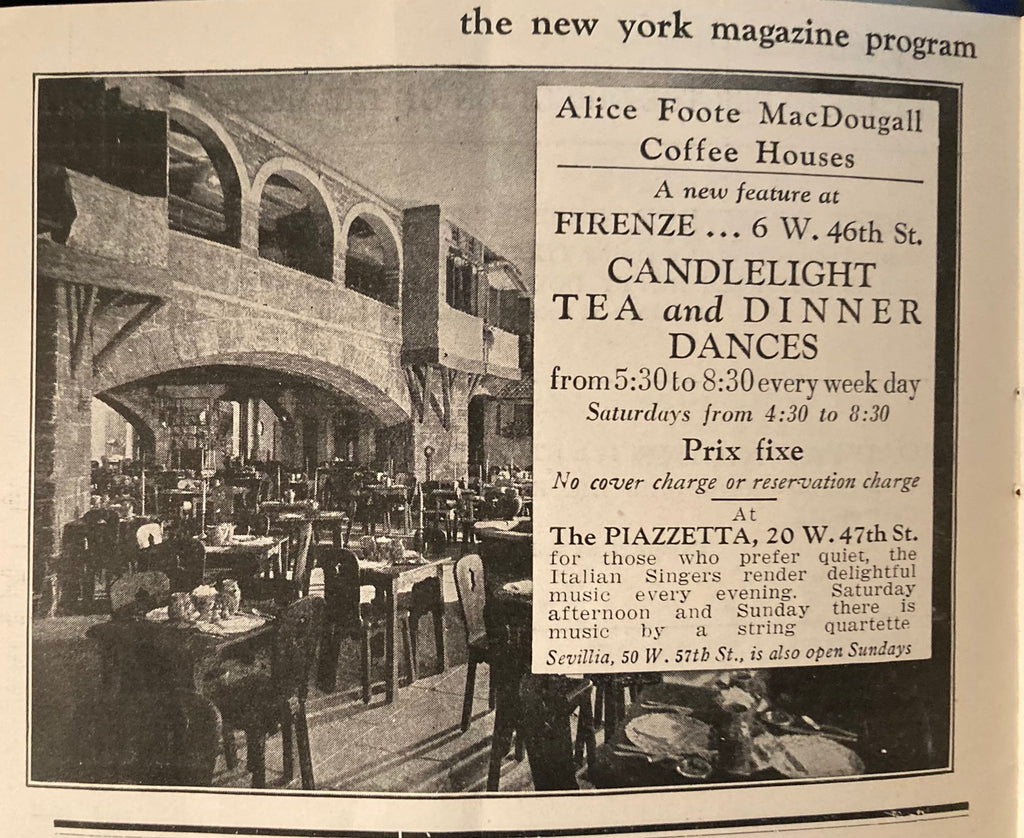 the new york magazine program
Alice Foote MacDougall
Coffee Houses
A new feature at
FIRENZE ... 6 W. 46th St.
CANDLELIGHT
TEA and DINNER
DANCES
from 5:30 to 8:30 every week day
Saturdays from 4:30 to 8:30
Prix fixe
No cover charge or reservation charge
At
The PIAZZETTA, 20 W. 47th St.
for those who prefer quiet, the
Italian Singers render delightful
music every evening. Saturday
afternoon and Sunday there is
music by a string quartette
Sevillia, 50 W. 57th St., is also open Sundays